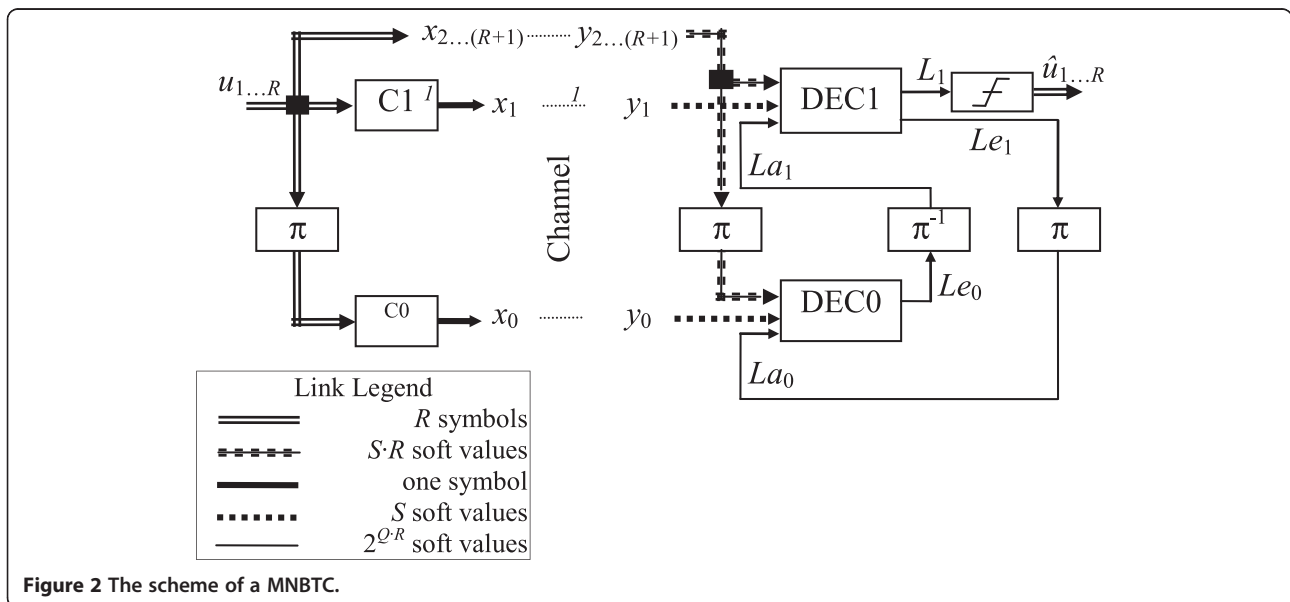 x₂…(R+1) ......... y₂…(R+1)
u₁…R
C1 1
x₁ ....1.... y₁
DEC1
L₁
û₁…R
Le₁
La₁
Channel
π
π
π⁻¹
π
C0
x₀ ......... y₀
DEC0
Le₀
La₀
Link Legend
R symbols
S·R soft values
one symbol
S soft values
2^Q·R soft values
Figure 2 The scheme of a MNBTC.